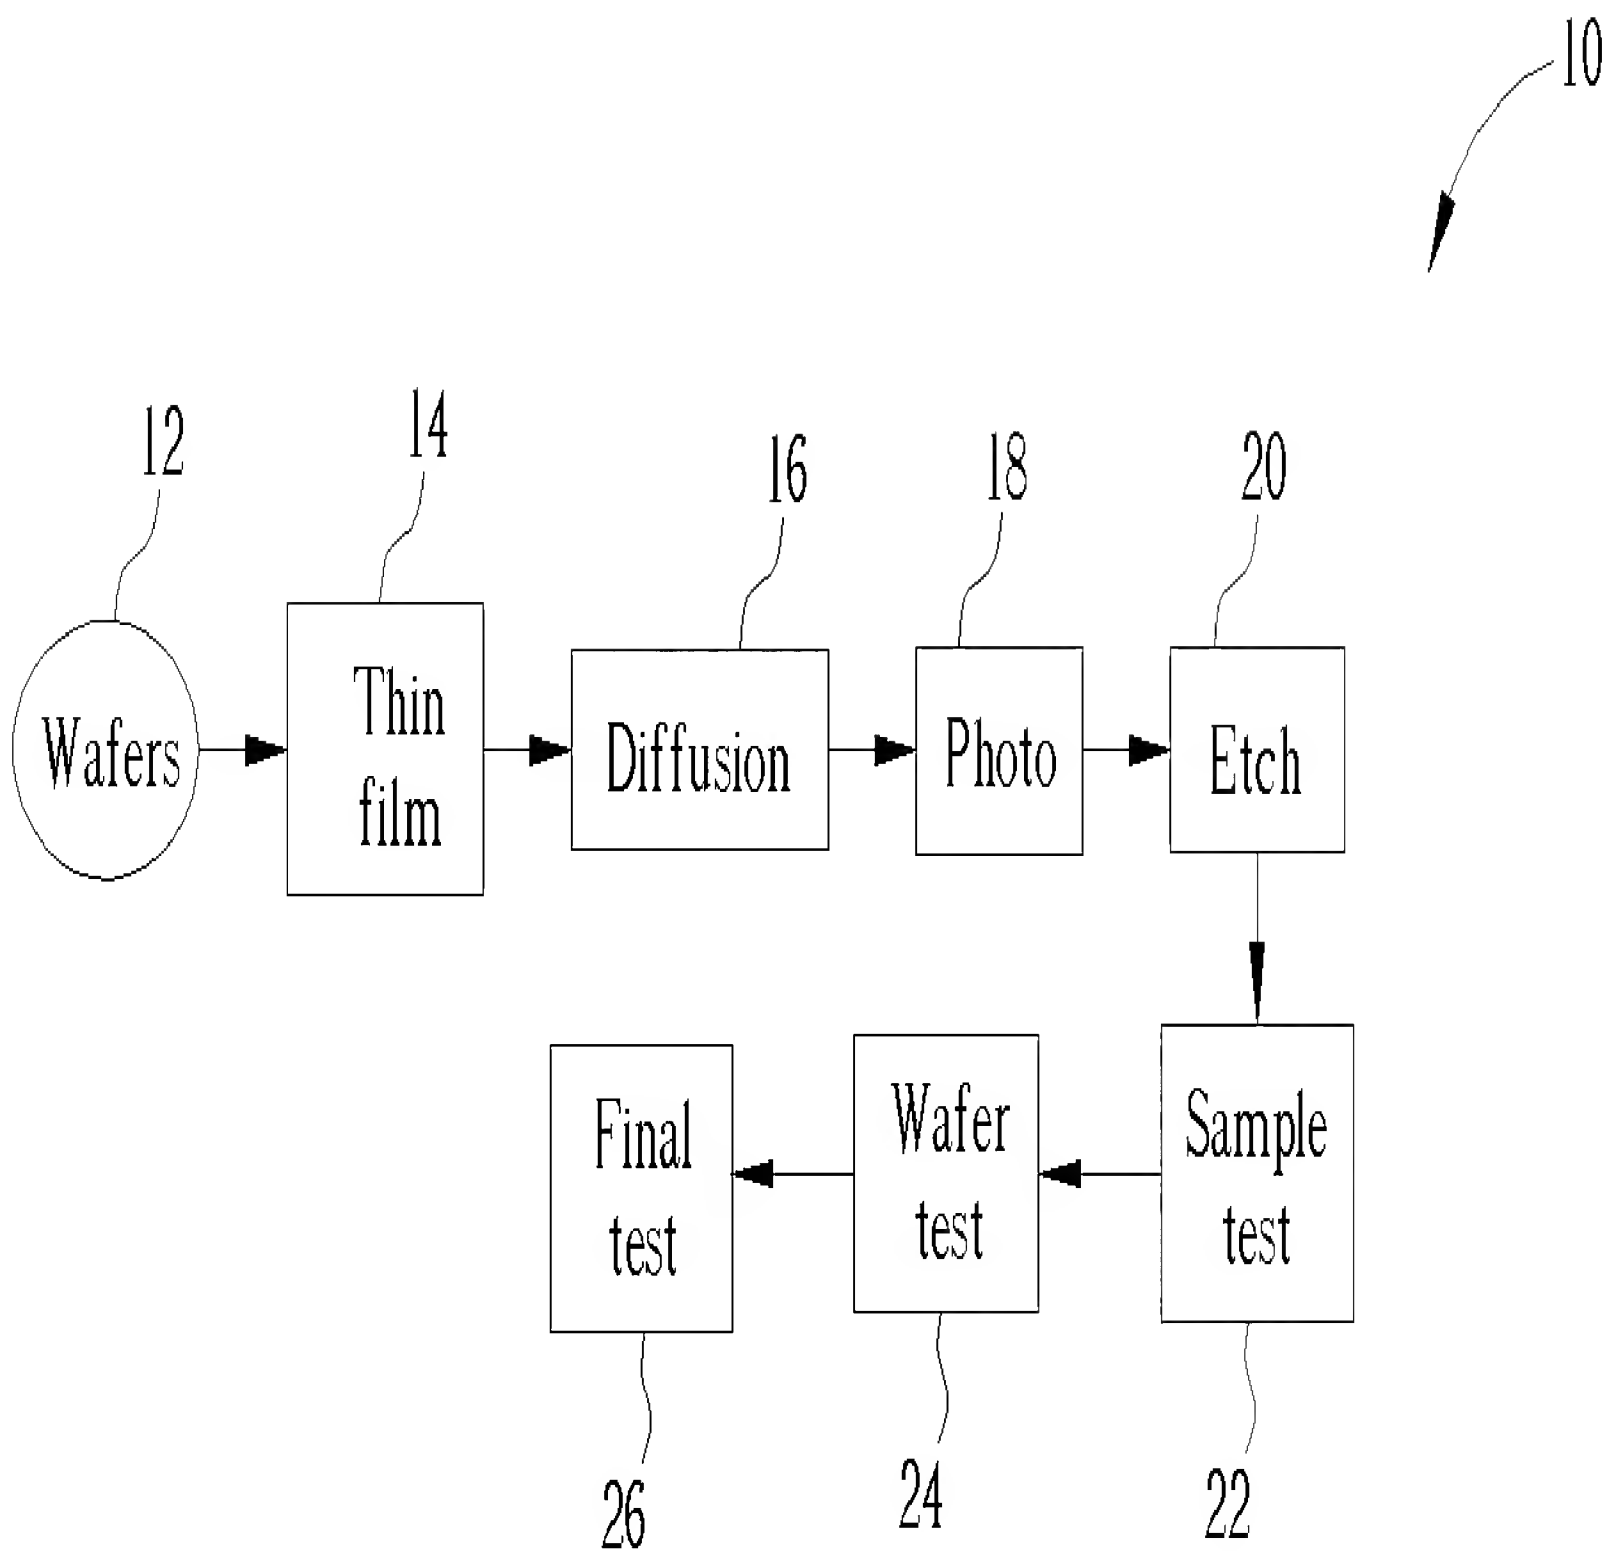 10
12
14
16
18
20
Wafers
Thin
film
Diffusion
Photo
Etch
Final
test
Wafer
test
Sample
test
26
24
22